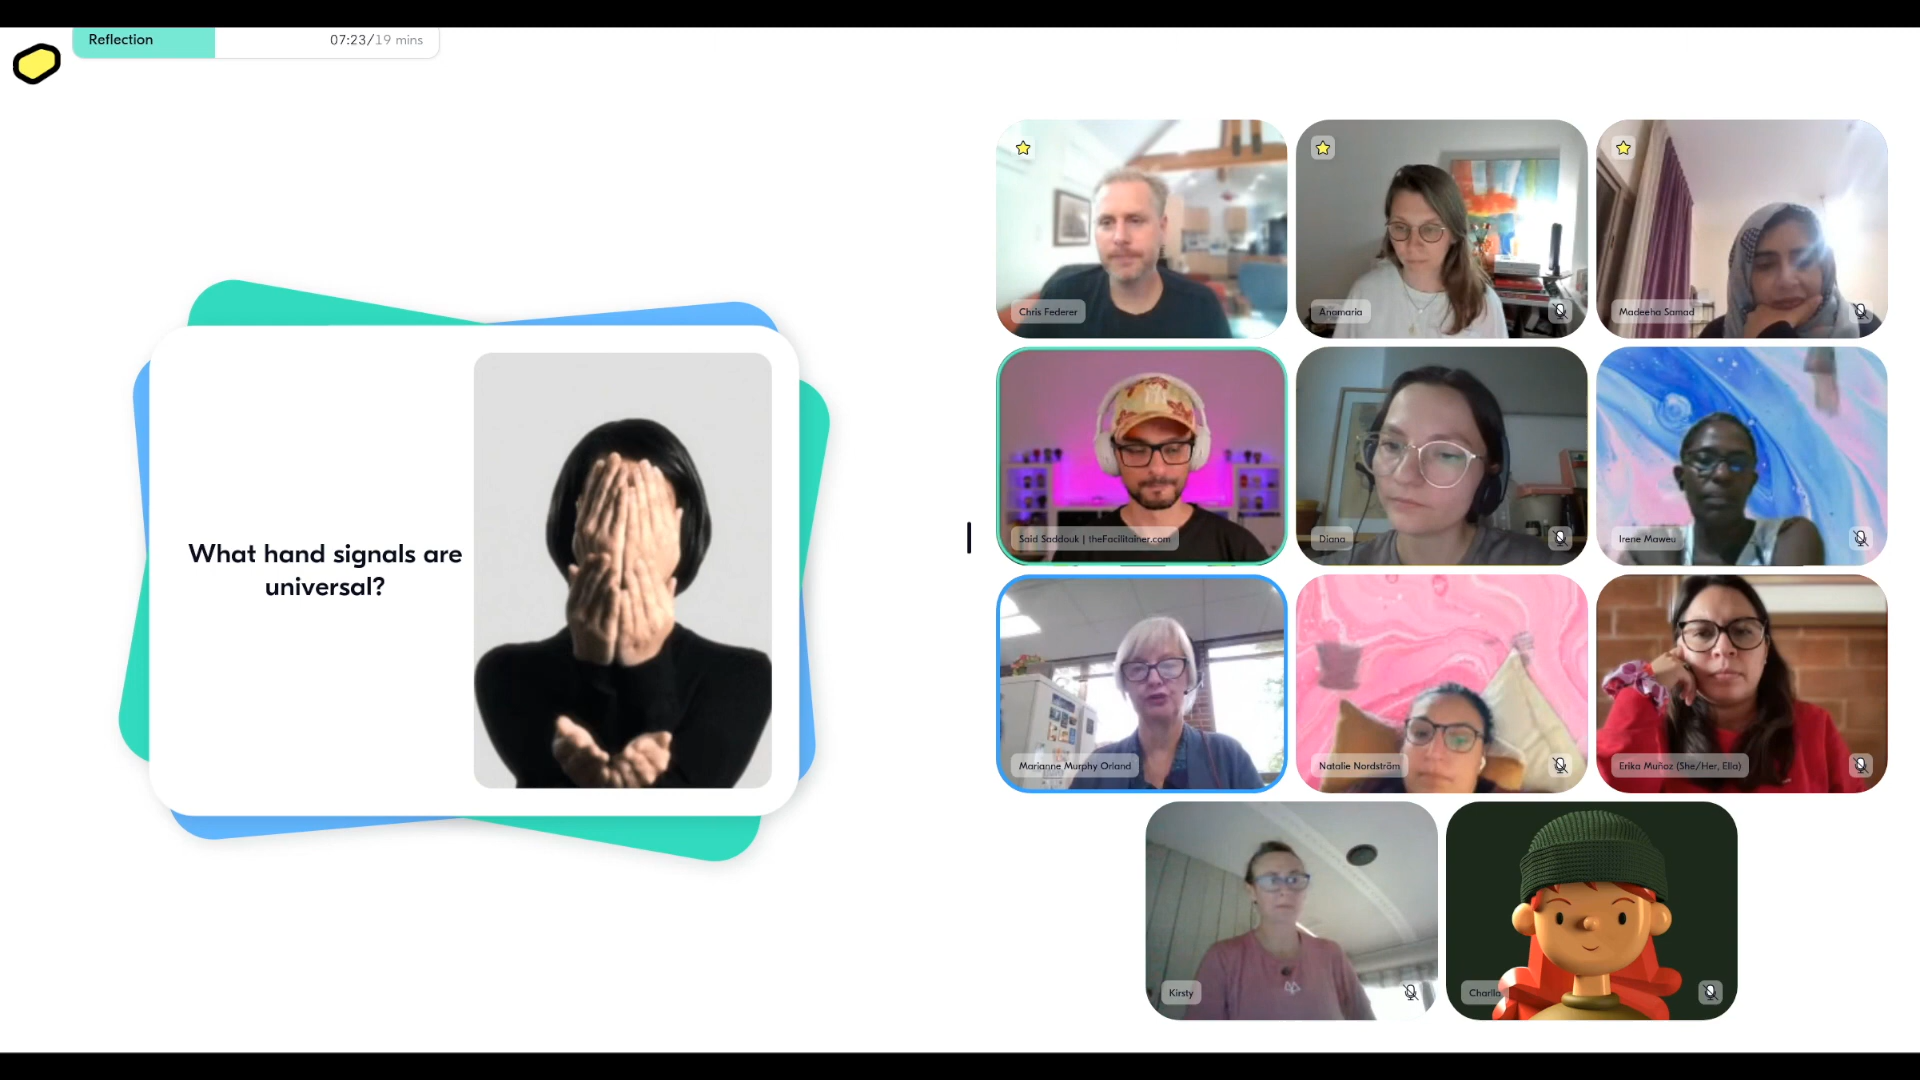 Reflection
07:23/19 mins
What hand signals are
universal?
Chris Federer
Anamaria
Madeeha Samad
Said Saddouk | theFacilitainer.com
Diana
Irene Maweu
Marianne Murphy Orland
Natalie Nordström
Erika Muñoz (She/Her, Ella)
Kirsty